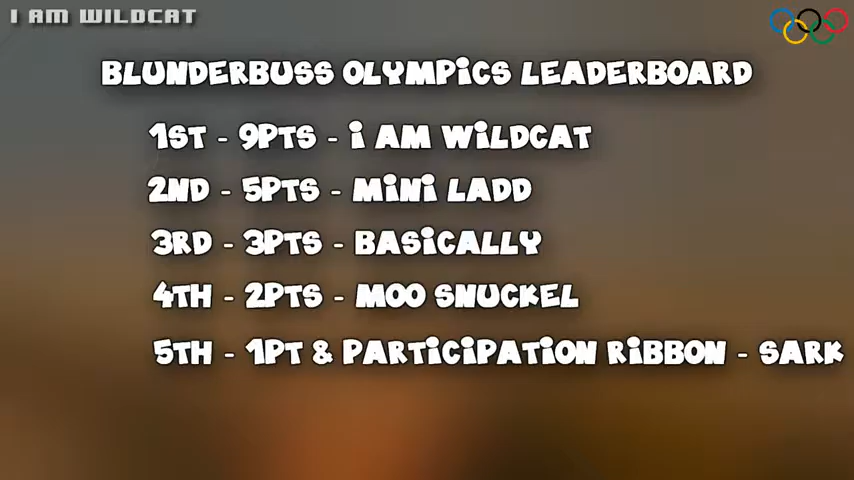 I AM WILDCAT
BLUNDERBUSS OLYMPICS LEADERBOARD
1ST - 9PTS - I AM WILDCAT
2ND - 5PTS - MINI LADD
3RD - 3PTS - BASICALLY
4TH - 2PTS - MOO SNUCKEL
5TH - 1PT & PARTICIPATION RIBBON - SARK